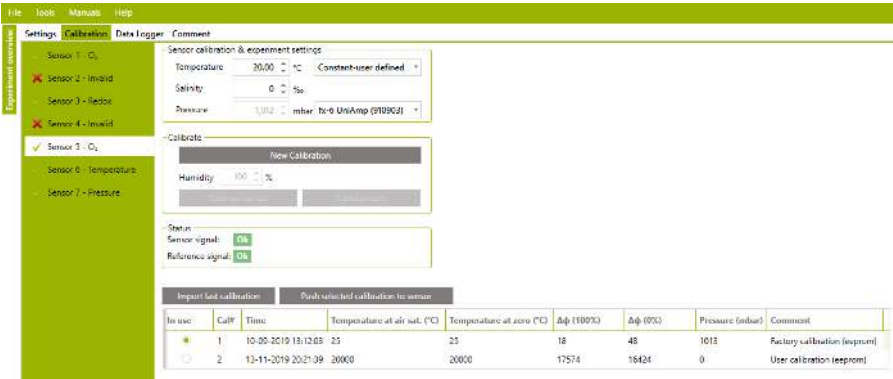 File Tools Manuals Help
Experiment overview
Settings Calibration Data Logger Comment
Sensor 1 - O₂
Sensor 2 - Invalid
Sensor 3 - Redox
Sensor 4 - Invalid
Sensor 5 - O₂
Sensor 6 - Temperature
Sensor 7 - Pressure
Sensor calibration & experiment settings
Temperature 20.00 °C Constant-user defined
Salinity 0 ‰
Pressure 1,012 mbar fx-6 UniAmp (910903)
Calibrate
New Calibration
Humidity 100 %
Status
Sensor signal: Ok
Reference signal: Ok
Import last calibration Push selected calibration to sensor
In use Cal# Time Temperature at air sat. (°C) Temperature at zero (°C) Δϕ (100%) Δϕ (0%) Pressure (mbar) Comment
1 10-09-2019 13:12:03 25 25 18 48 1013 Factory calibration (eeprom)
2 13-11-2019 20:21:39 20000 20000 17574 16424 0 User calibration (eeprom)